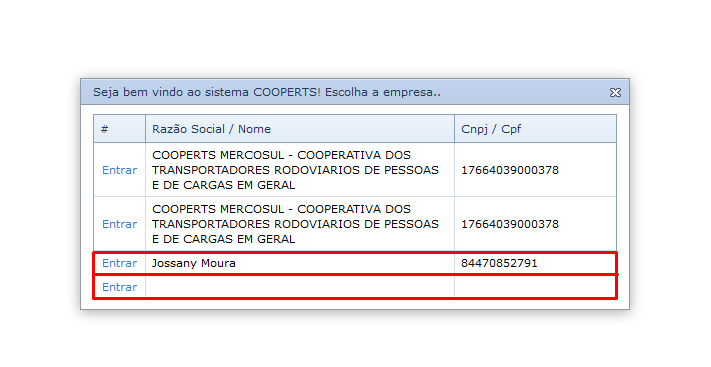 Seja bem vindo ao sistema COOPERTS! Escolha a empresa..
# Razão Social / Nome Cnpj / Cpf
COOPERTS MERCOSUL - COOPERATIVA DOS
Entrar TRANSPORTADORES RODOVIARIOS DE PESSOAS 17664039000378
E DE CARGAS EM GERAL
COOPERTS MERCOSUL - COOPERATIVA DOS
Entrar TRANSPORTADORES RODOVIARIOS DE PESSOAS 17664039000378
E DE CARGAS EM GERAL
Entrar Jossany Moura 84470852791
Entrar